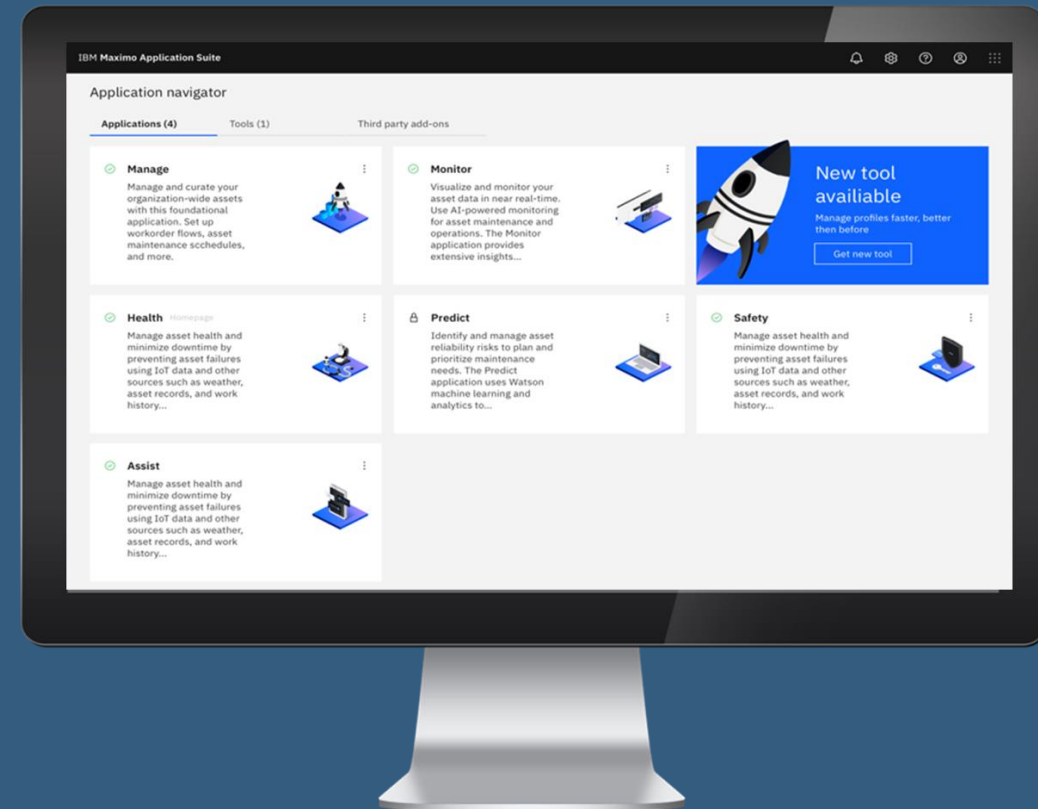 IBM Maximo Application Suite
Application navigator
Applications (4)
Tools (1)
Third party add-ons
Manage
Manage and curate your
organization-wide assets
with this foundational
application. Set up
workorder flows, asset
maintenance scchedules,
and more.
Monitor
Visualize and monitor your
asset data in near real-time.
Use AI-powered monitoring
for asset maintenance and
operations. The Monitor
application provides
extensive insights...
New tool
availiable
Manage profiles faster, better
then before
Get new tool
Health Homepage
Manage asset health and
minimize downtime by
preventing asset failures
using IoT data and other
sources such as weather,
asset records, and work
history...
Predict
Identify and manage asset
reliability risks to plan and
prioritize maintenance
needs. The Predict
application uses Watson
machine learning and
analytics to...
Safety
Manage asset health and
minimize downtime by
preventing asset failures
using IoT data and other
sources such as weather,
asset records, and work
history...
Assist
Manage asset health and
minimize downtime by
preventing asset failures
using IoT data and other
sources such as weather,
asset records, and work
history...